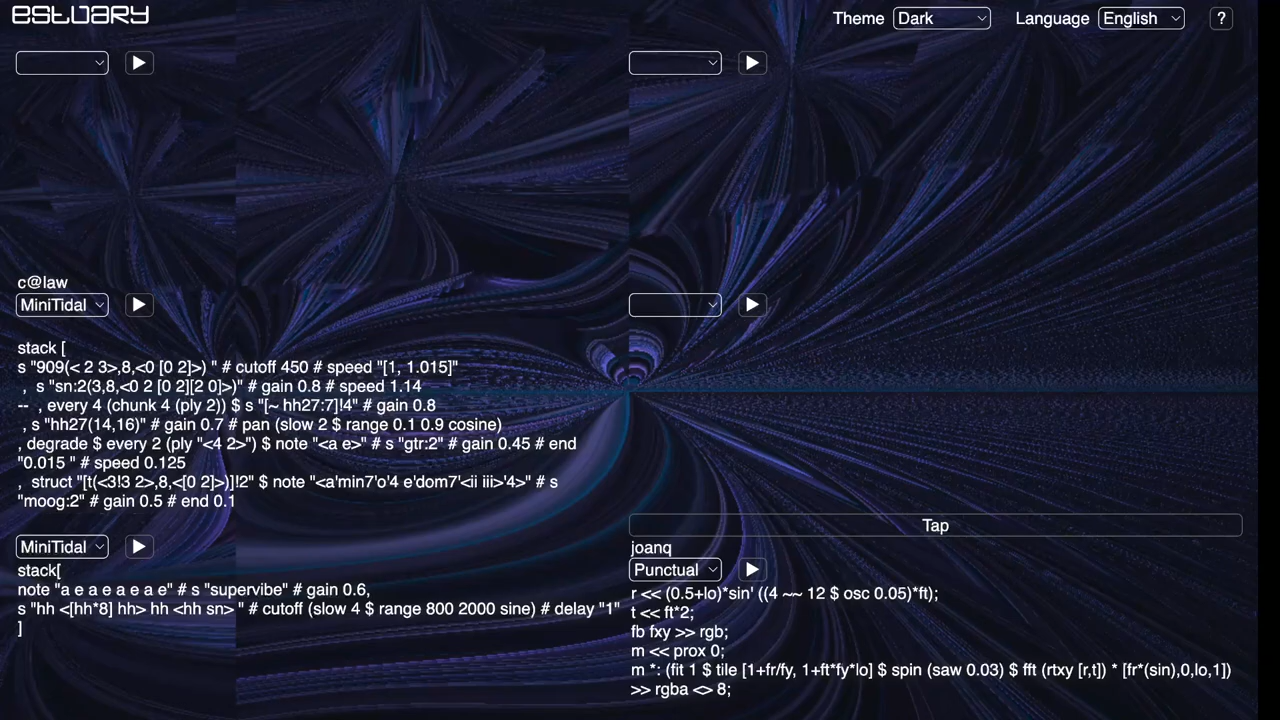 estuary
Theme Dark Language English ?
c@law
MiniTidal
stack [
s "909(< 2 3>,8,<0 [0 2]>) " # cutoff 450 # speed "[1, 1.015]"
, s "sn:2(3,8,<0 2 [0 2][2 0]>)" # gain 0.8 # speed 1.14
-- , every 4 (chunk 4 (ply 2)) $ s "[~ hh27:7]!4" # gain 0.8
, s "hh27(14,16)" # gain 0.7 # pan (slow 2 $ range 0.1 0.9 cosine)
, degrade $ every 2 (ply "<4 2>") $ note "<a e>" # s "gtr:2" # gain 0.45 # end
"0.015 " # speed 0.125
, struct "[t(<3!3 2>,8,<[0 2]>)]!2" $ note "<a'min7'o'4 e'dom7'<ii iii>'4>" # s
"moog:2" # gain 0.5 # end 0.1
MiniTidal
stack[
note "a e a e a e a e" # s "supervibe" # gain 0.6,
s "hh <[hh*8] hh> hh <hh sn> " # cutoff (slow 4 $ range 800 2000 sine) # delay "1"
]
Tap
joanq
Punctual
r << (0.5+lo)*sin' ((4 ~~ 12 $ osc 0.05)*ft);
t << ft*2;
fb fxy >> rgb;
m << prox 0;
m *: (fit 1 $ tile [1+fr/fy, 1+ft*fy*lo] $ spin (saw 0.03) $ fft (rtxy [r,t]) * [fr*(sin),0,lo,1])
>> rgba <> 8;